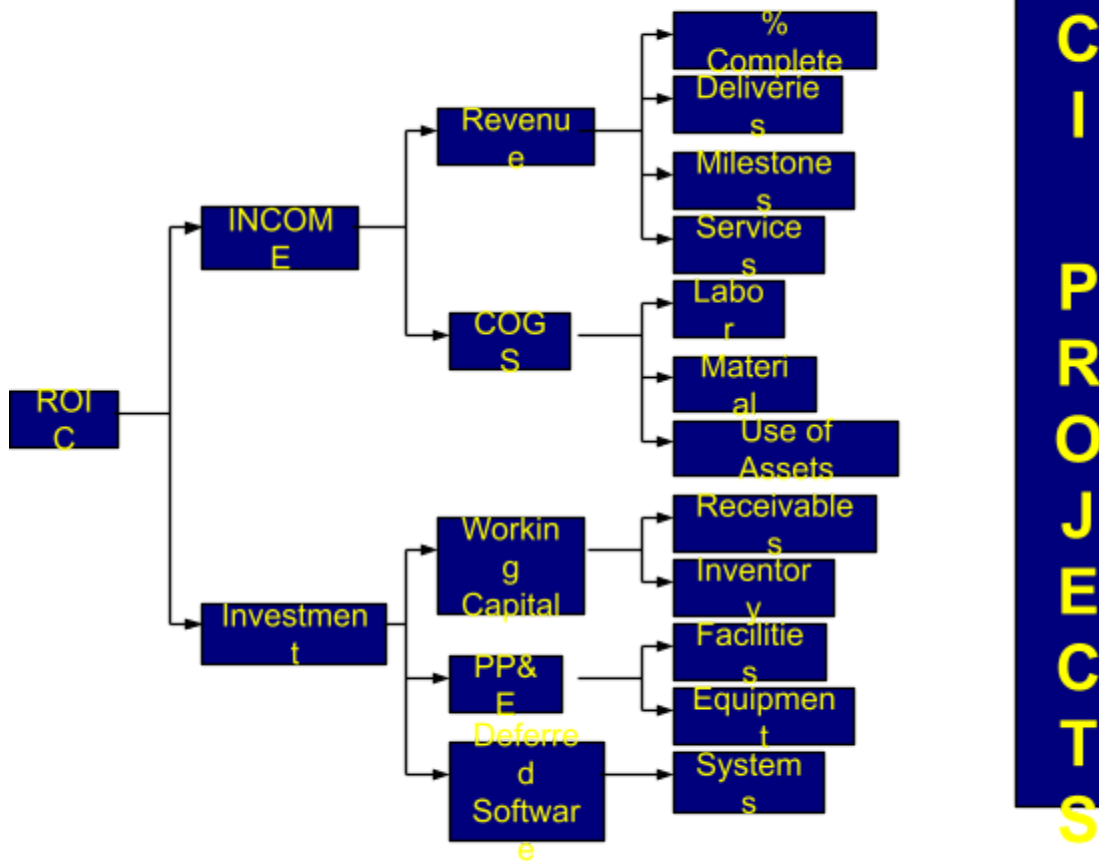 %
Complete
Deliverie
s
Milestone
s
Service
s
Revenu
e
INCOM
E
COG
S
Labo
r
Materi
al
Use of
Assets
ROI
C
Investmen
t
Workin
g
Capital
Receivable
s
Inventor
y
PP&
E
Facilitie
s
Equipmen
t
Deferre
d
Softwar
e
System
s
C
I
P
R
O
J
E
C
T
S